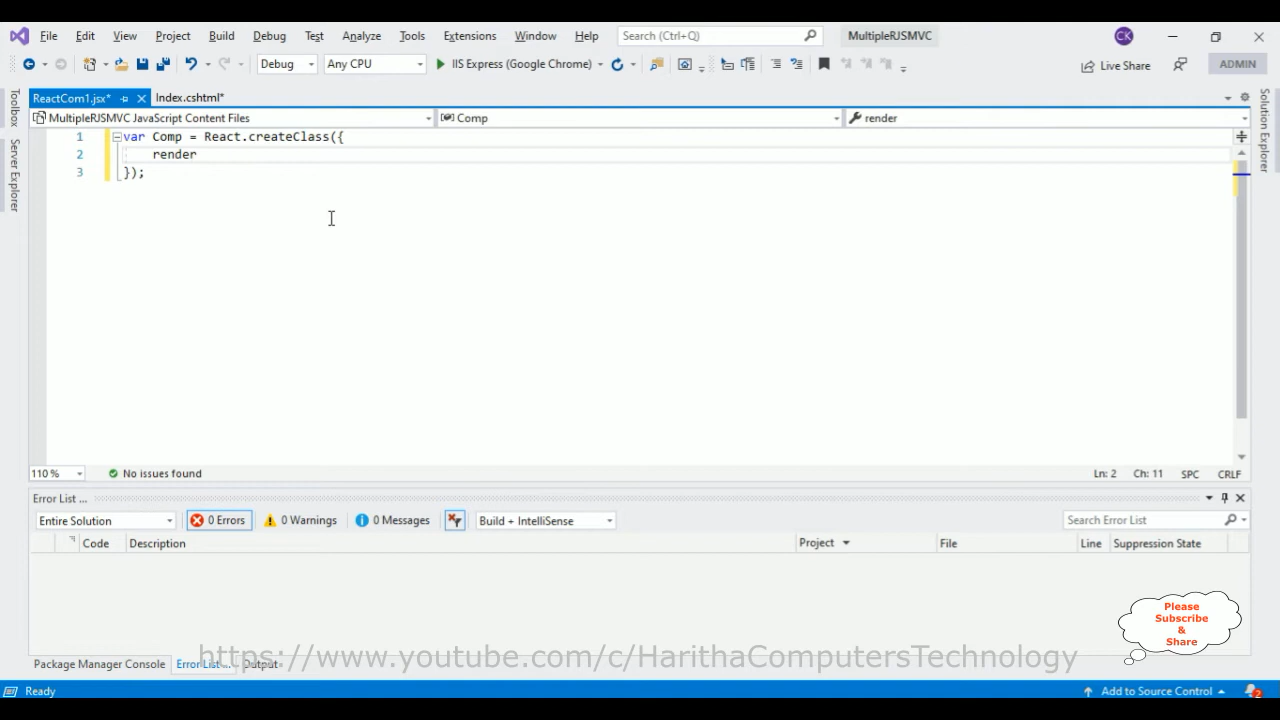 File Edit View Project Build Debug Test Analyze Tools Extensions Window Help Search (Ctrl+Q) MultipleRJSMVC CK
Debug Any CPU IIS Express (Google Chrome) Live Share ADMIN
ReactCom1.jsx* Index.cshtml*
MultipleRJSMVC JavaScript Content Files Comp render
Toolbox
Server Explorer
Solution Explorer
1 var Comp = React.createClass({
2 render
3 });
110 % No issues found Ln: 2 Ch: 11 SPC CRLF
Error List ...
Entire Solution 0 Errors 0 Warnings 0 Messages Build + IntelliSense Search Error List
Code Description Project File Line Suppression State
Please
Subscribe
&
Share
https://www.youtube.com/c/HarithaComputersTechnology
Package Manager Console Error List ... Output
Ready Add to Source Control 2